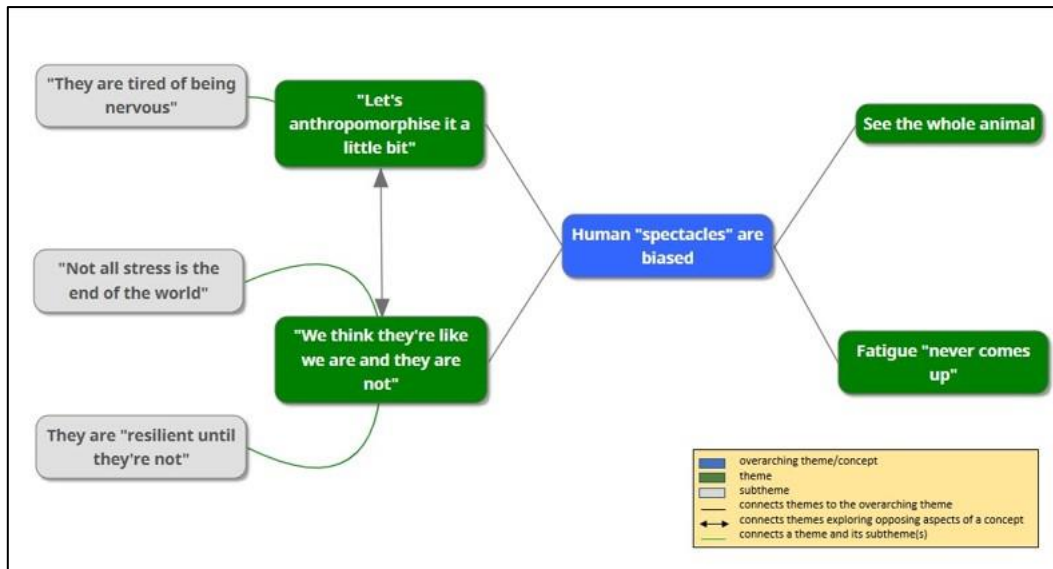 "They are tired of being
nervous"
"Let's
anthropomorphise it a
little bit"
See the whole animal
Human "spectacles" are
biased
"Not all stress is the
end of the world"
"We think they're like
we are and they are
not"
Fatigue "never comes
up"
They are "resilient until
they're not"
overarching theme/concept
theme
subtheme
connects themes to the overarching theme
connects themes exploring opposing aspects of a concept
connects a theme and its subtheme(s)